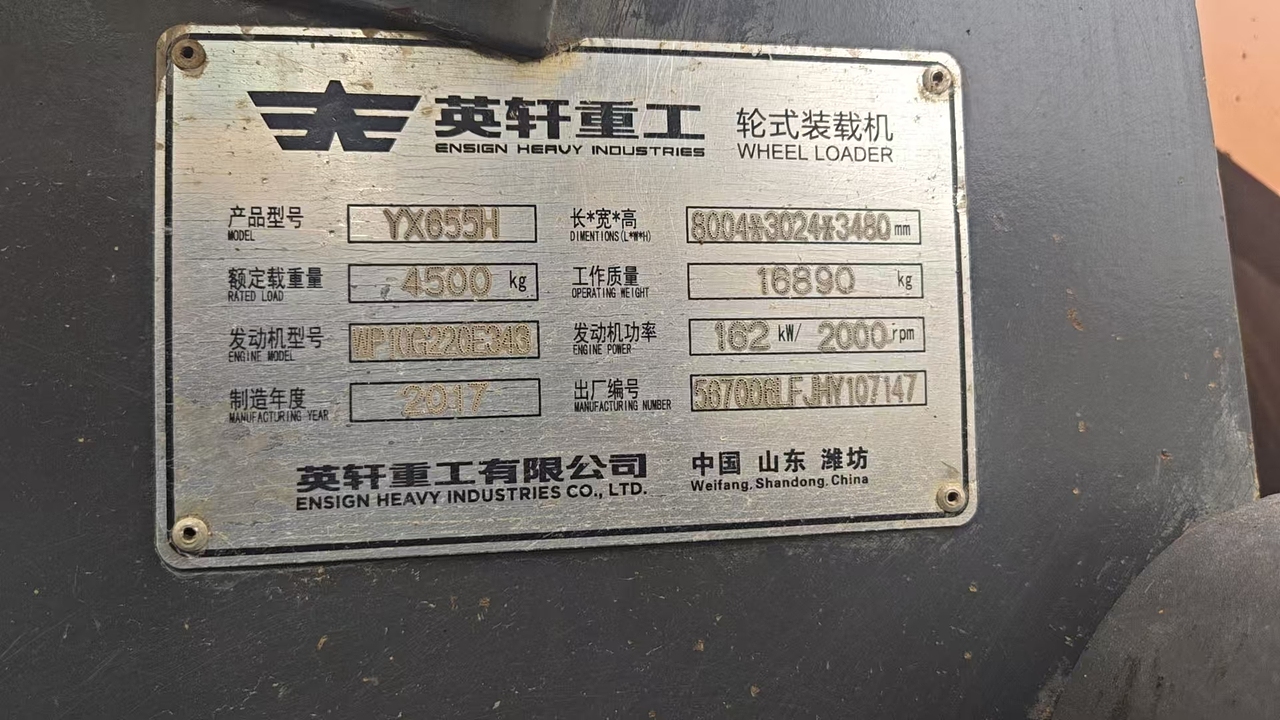 英轩重工 轮式装载机
ENSIGN HEAVY INDUSTRIES WHEEL LOADER
产品型号 YX655H 长*宽*高 8004*3024*3480 mm
MODEL DIMENTIONS(L*W*H)
额定载重量 4500 kg 工作质量 16890 kg
RATED LOAD OPERATING WEIGHT
发动机型号 WP10G220E343 发动机功率 162 kW/ 2000 rpm
ENGINE MODEL ENGINE POWER
制造年度 2017 出厂编号 567006LFJHY107147
MANUFACTURING YEAR MANUFACTURING NUMBER
英轩重工有限公司 中国 山东 潍坊
ENSIGN HEAVY INDUSTRIES CO., LTD. Weifang. Shandong. China